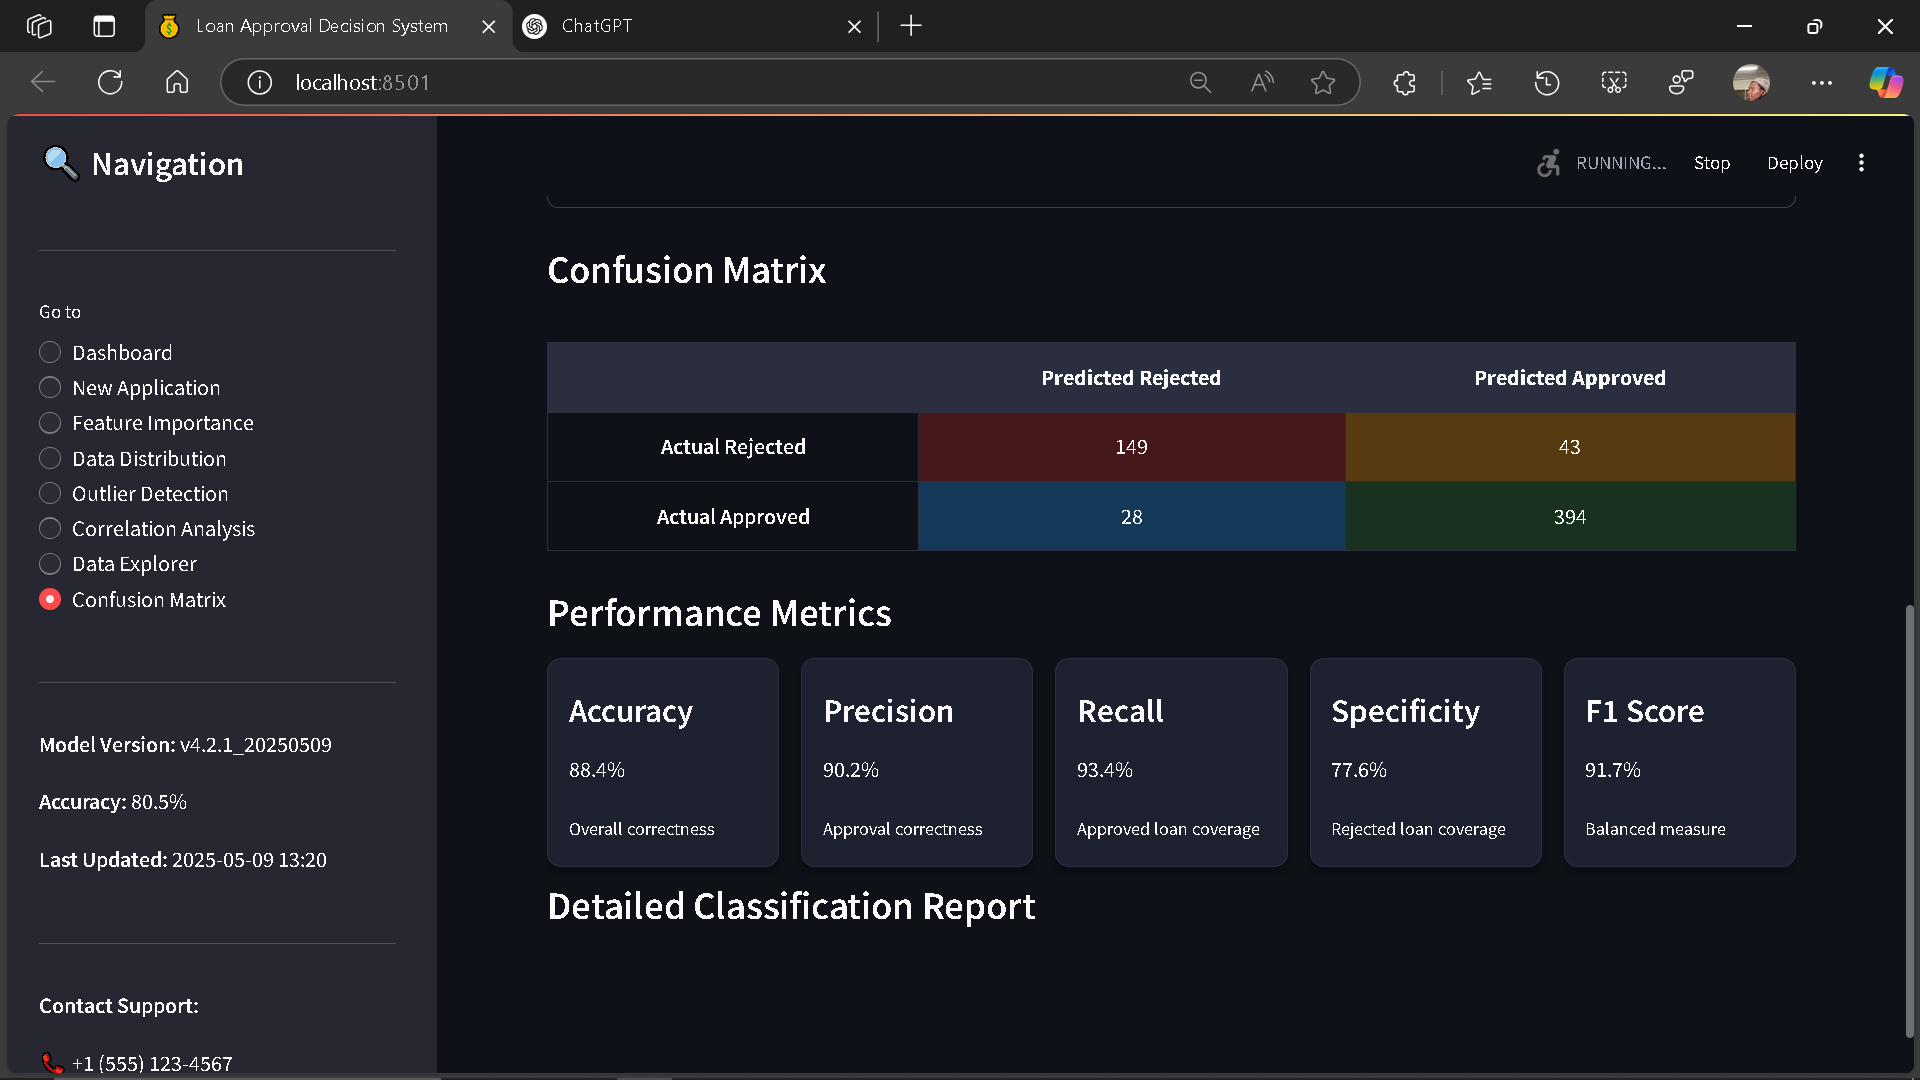 Loan Approval Decision System
ChatGPT
localhost:8501
Navigation
Go to
Dashboard
New Application
Feature Importance
Data Distribution
Outlier Detection
Correlation Analysis
Data Explorer
Confusion Matrix
Model Version: v4.2.1_20250509
Accuracy: 80.5%
Last Updated: 2025-05-09 13:20
Contact Support:
+1 (555) 123-4567
RUNNING... Stop Deploy
Confusion Matrix
Predicted Rejected Predicted Approved
Actual Rejected 149 43
Actual Approved 28 394
Performance Metrics
Accuracy Precision Recall Specificity F1 Score
88.4% 90.2% 93.4% 77.6% 91.7%
Overall correctness Approval correctness Approved loan coverage Rejected loan coverage Balanced measure
Detailed Classification Report